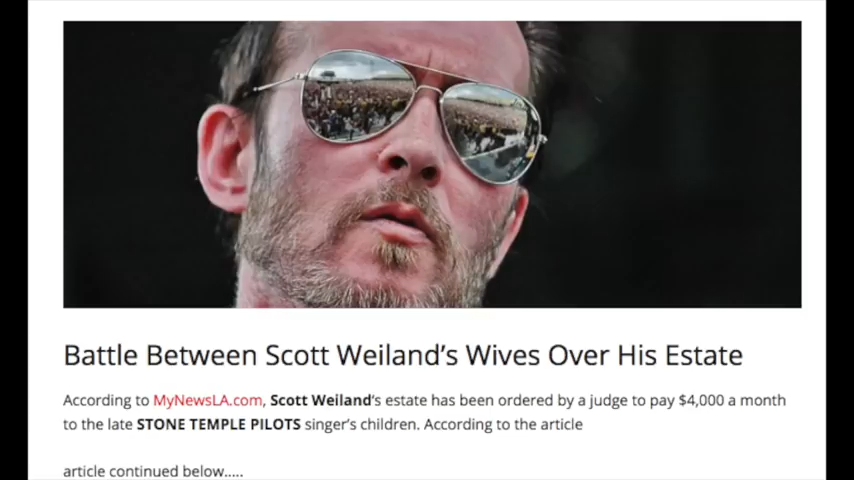 Battle Between Scott Weiland's Wives Over His Estate
According to MyNewsLA.com, Scott Weiland's estate has been ordered by a judge to pay $4,000 a month
to the late STONE TEMPLE PILOTS singer's children. According to the article
article continued below.....